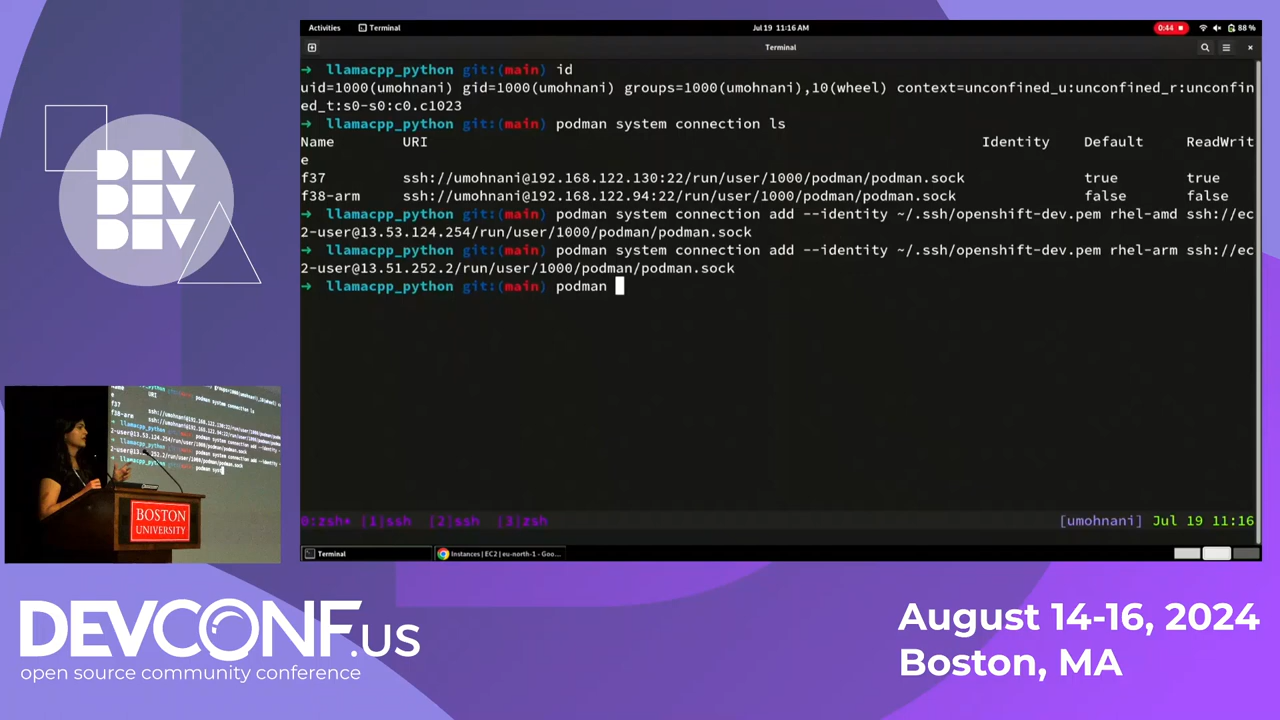 Activities
Terminal
Jul 19 11:16 AM
0:44
88 %
Terminal
➜ llamacpp_python git:(main) id
uid=1000(umohnani) gid=1000(umohnani) groups=1000(umohnani),10(wheel) context=unconfined_u:unconfined_r:unconfin
ed_t:s0-s0:c0.c1023
➜ llamacpp_python git:(main) podman system connection ls
Name URI Identity Default ReadWrit
e
f37 ssh://umohnani@192.168.122.130:22/run/user/1000/podman/podman.sock true true
f38-arm ssh://umohnani@192.168.122.94:22/run/user/1000/podman/podman.sock false false
➜ llamacpp_python git:(main) podman system connection add --identity ~/.ssh/openshift-dev.pem rhel-amd ssh://ec
2-user@13.53.124.254/run/user/1000/podman/podman.sock
➜ llamacpp_python git:(main) podman system connection add --identity ~/.ssh/openshift-dev.pem rhel-arm ssh://ec
2-user@13.51.252.2/run/user/1000/podman/podman.sock
➜ llamacpp_python git:(main) podman
0:zsh* [1]ssh [2]ssh [3]zsh [umohnani] Jul 19 11:16
Terminal
Instances | EC2 | eu-north-1 - Goo...
DEV
DEV
DEV
BOSTON
UNIVERSITY
DEVCONF.us
open source community conference
August 14-16, 2024
Boston, MA